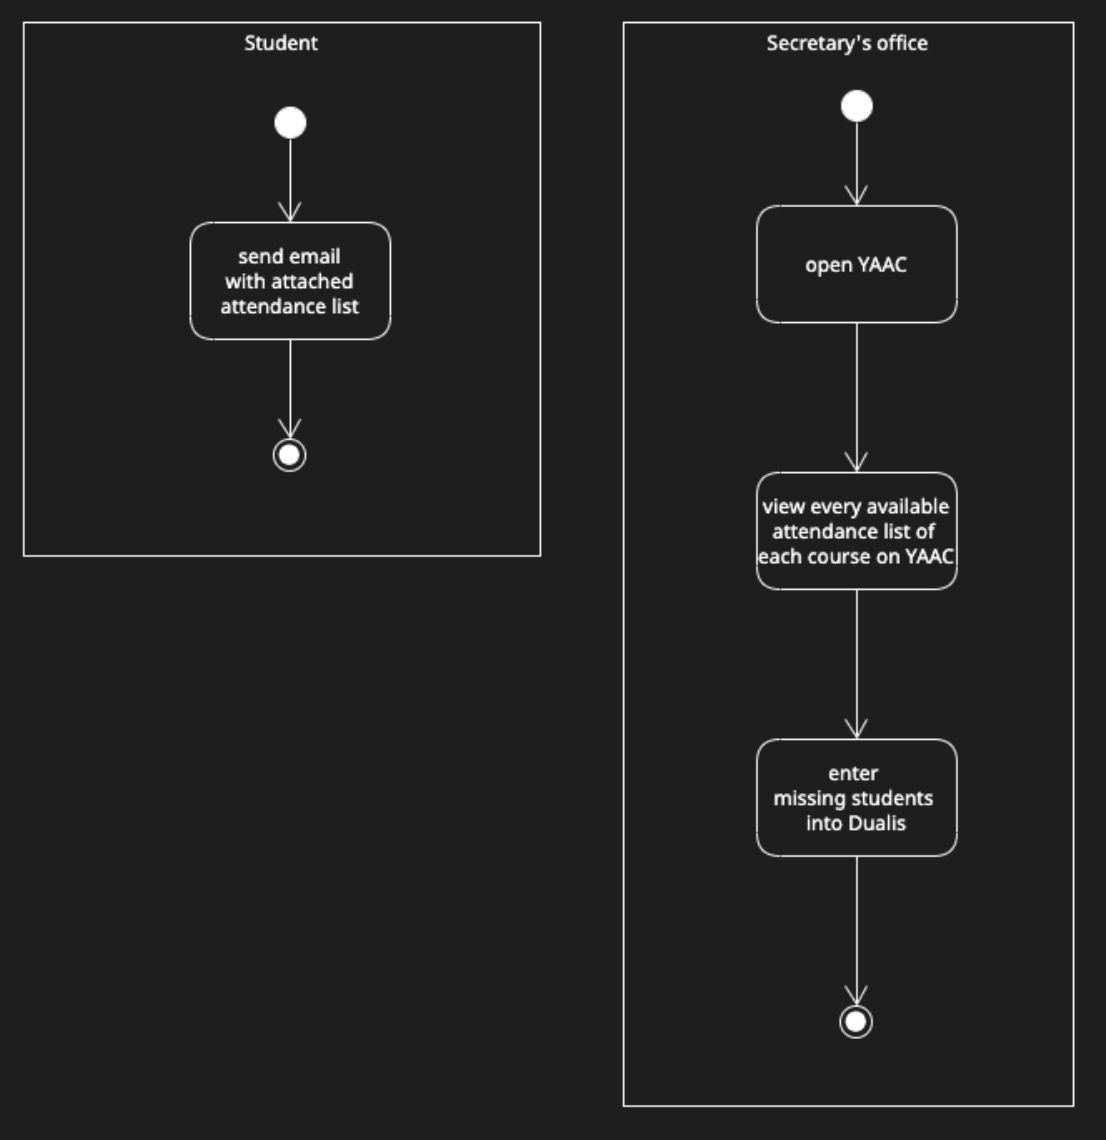 Student
send email
with attached
attendance list
Secretary's office
open YAAC
view every available
attendance list of
each course on YAAC
enter
missing students
into Dualis